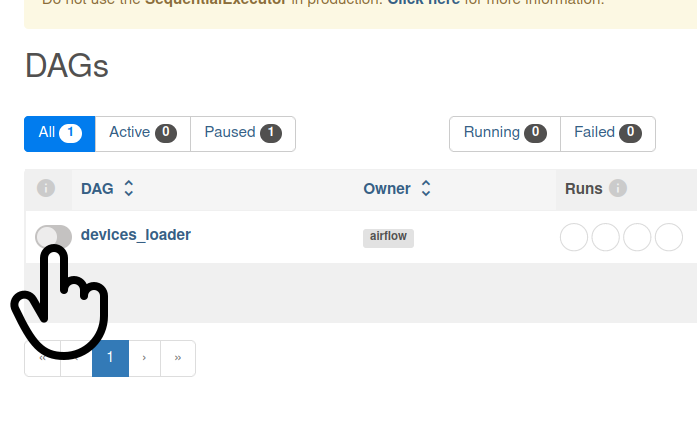 Do not use the SequentialExecutor in production. Click here for more information.
DAGs
All 1 Active 0 Paused 1 Running 0 Failed 0
i DAG Owner Runs i
devices_loader airflow
« 1 › »